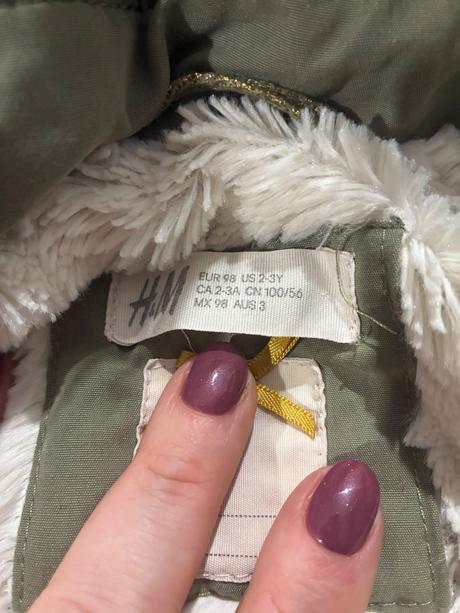 H&M
EUR 98 US 2-3Y
CA 2-3A CN 100/56
MX 98 AUS 3